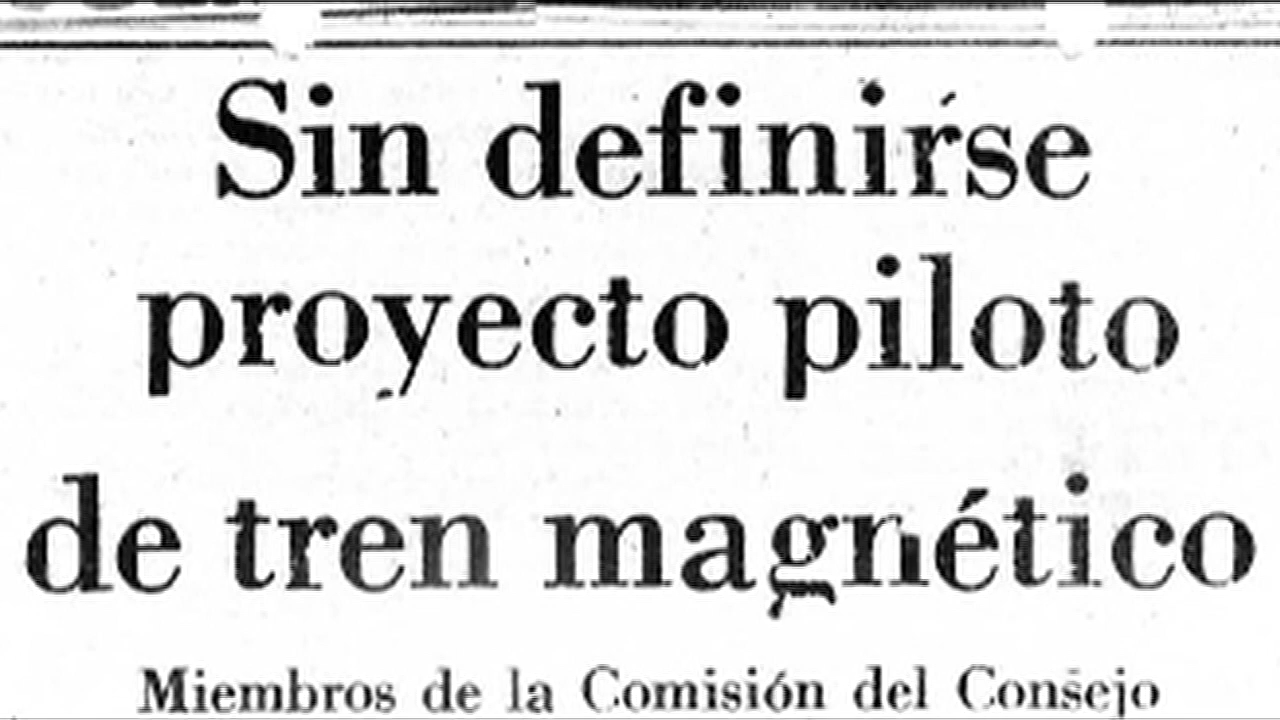 Sin definirse
proyecto piloto
de tren magnético
Miembros de la Comisión del Consejo